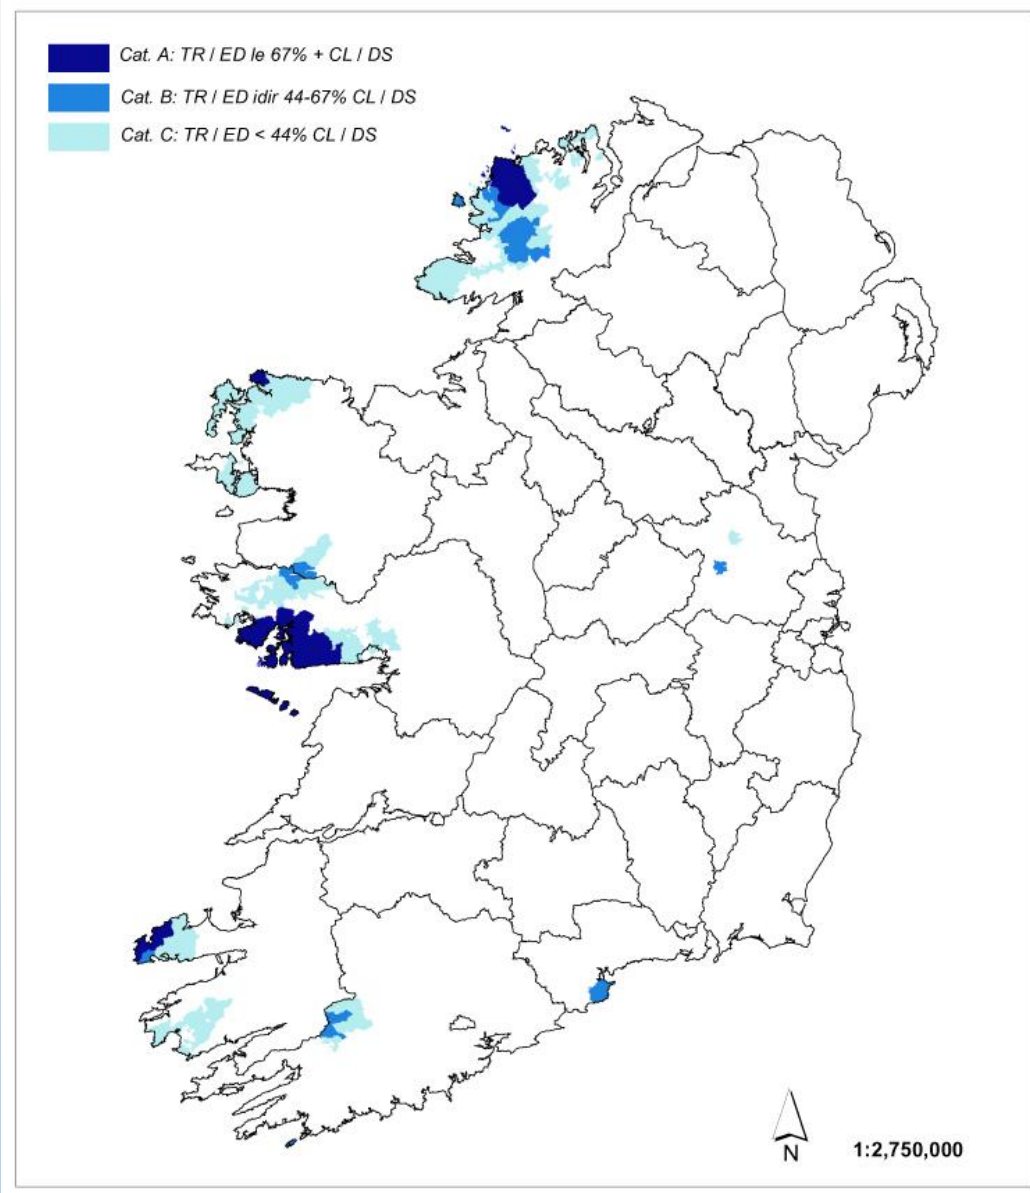 Cat. A: TR / ED le 67% + CL / DS
Cat. B: TR / ED idir 44-67% CL / DS
Cat. C: TR / ED < 44% CL / DS
N
1:2,750,000